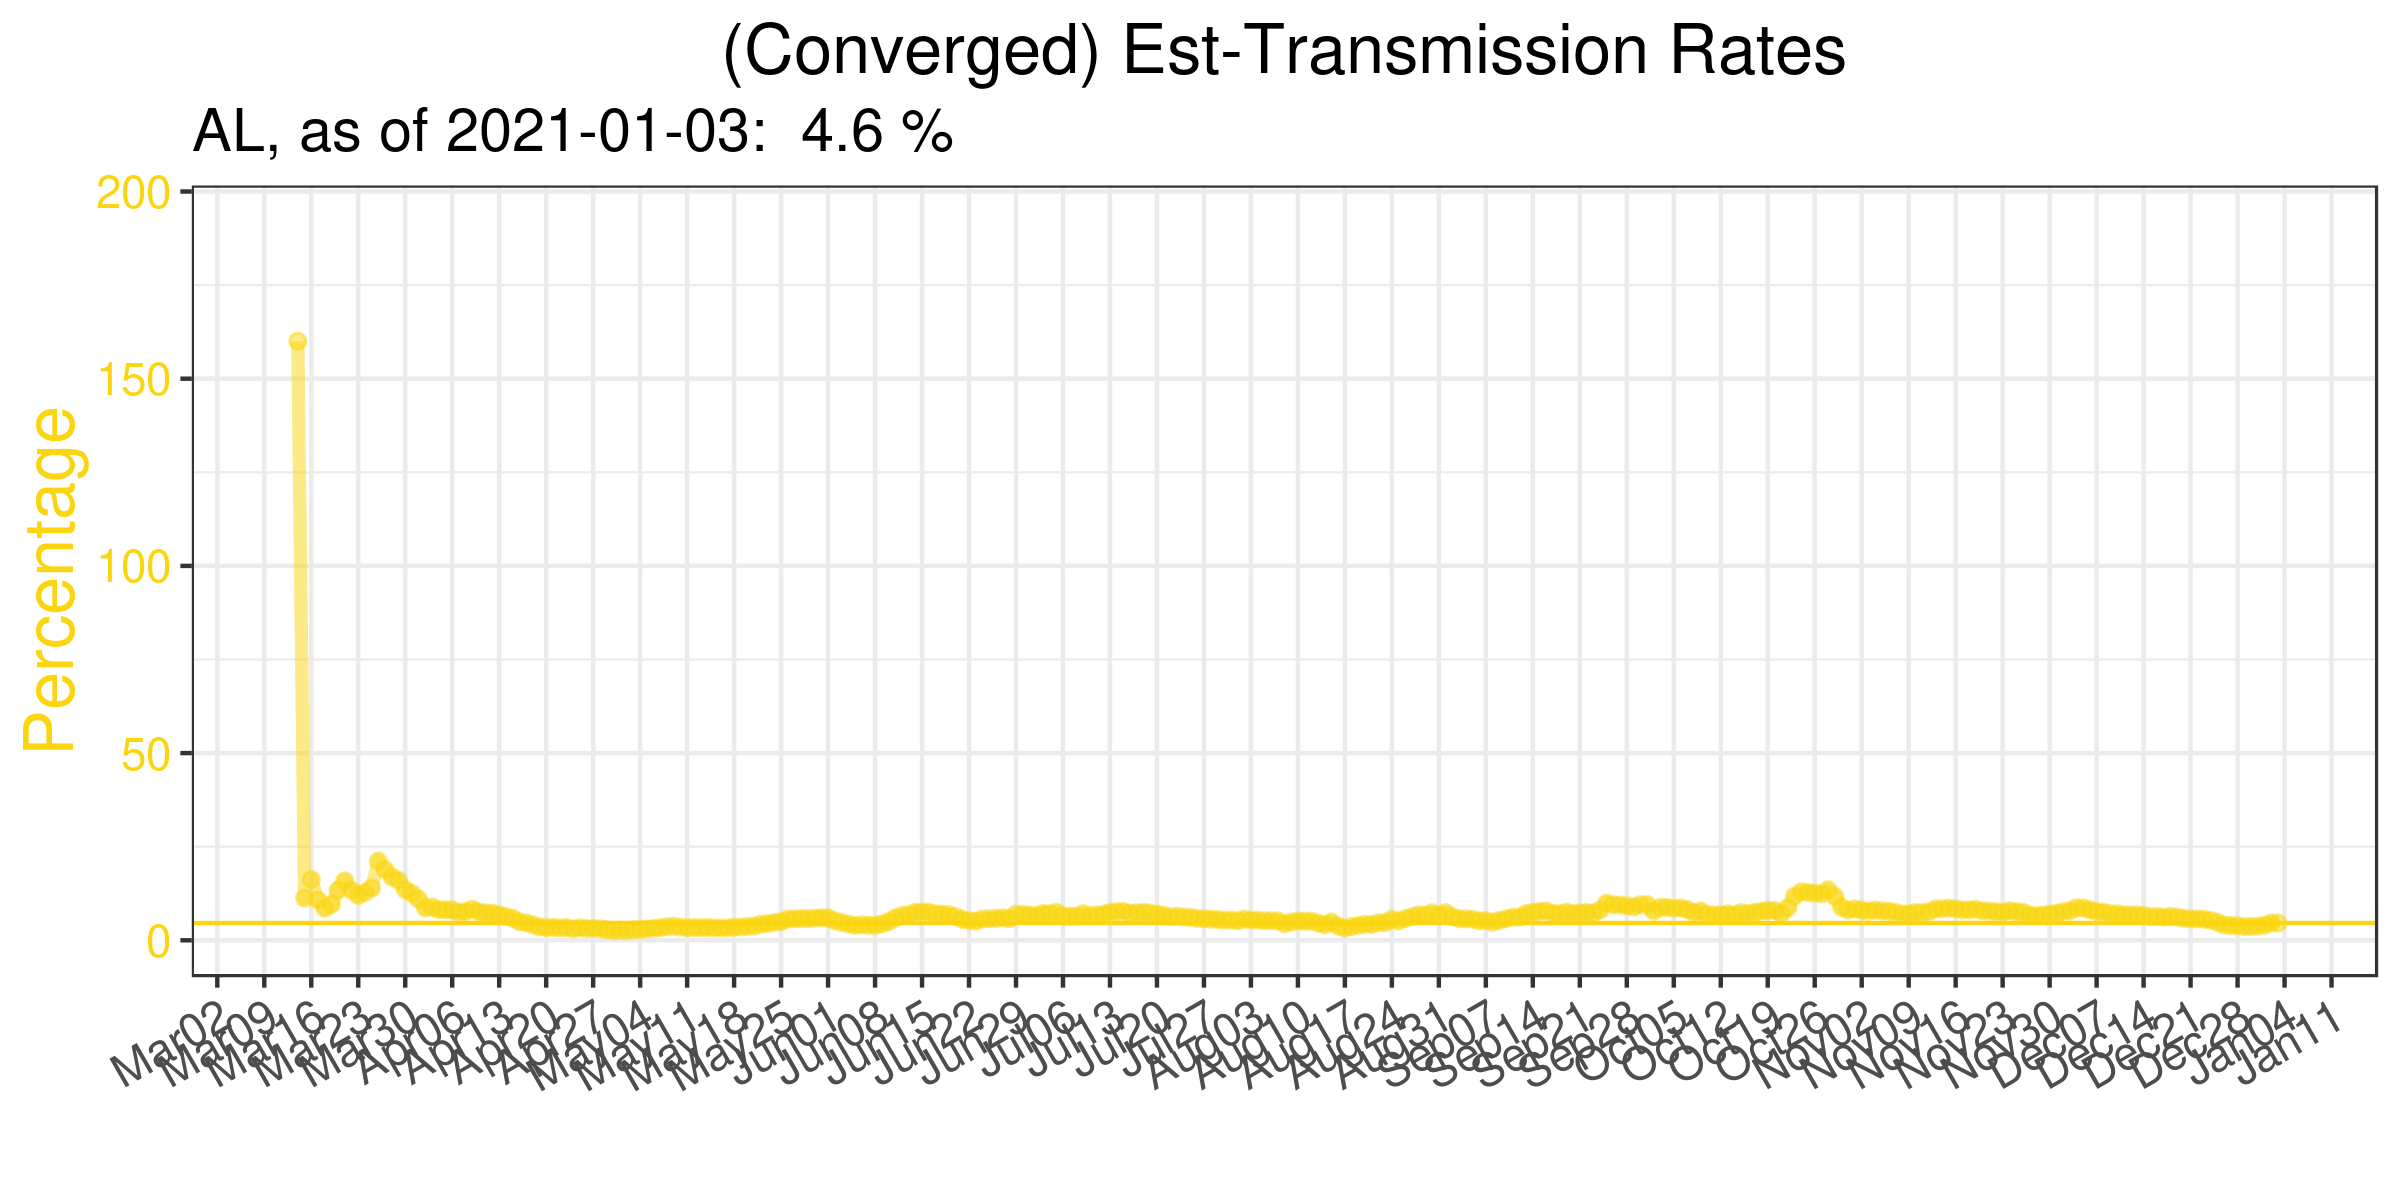 (Converged) Est-Transmission Rates
AL, as of 2021-01-03:  4.6 %
Percentage
200
150
100
50
0
Mar02
Mar09
Mar16
Mar23
Mar30
Apr06
Apr13
Apr20
Apr27
May04
May11
May18
May25
Jun01
Jun08
Jun15
Jun22
Jun29
Jul06
Jul13
Jul20
Jul27
Aug03
Aug10
Aug17
Aug24
Aug31
Sep07
Sep14
Sep21
Sep28
Oct05
Oct12
Oct19
Oct26
Nov02
Nov09
Nov16
Nov23
Nov30
Dec07
Dec14
Dec21
Dec28
Jan04
Jan11